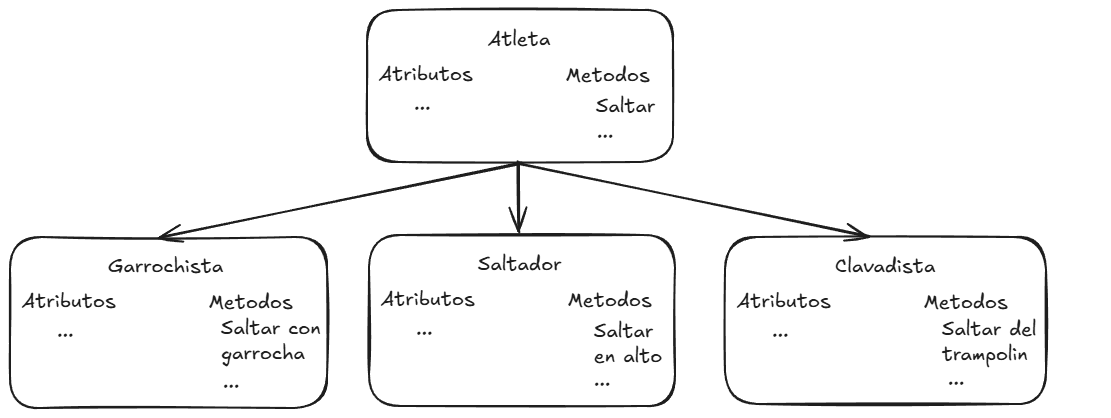 Atleta
Atributos
...
Metodos
Saltar
...
Garrochista
Atributos
...
Metodos
Saltar con
garrocha
...
Saltador
Atributos
...
Metodos
Saltar
en alto
...
Clavadista
Atributos
...
Metodos
Saltar del
trampolin
...